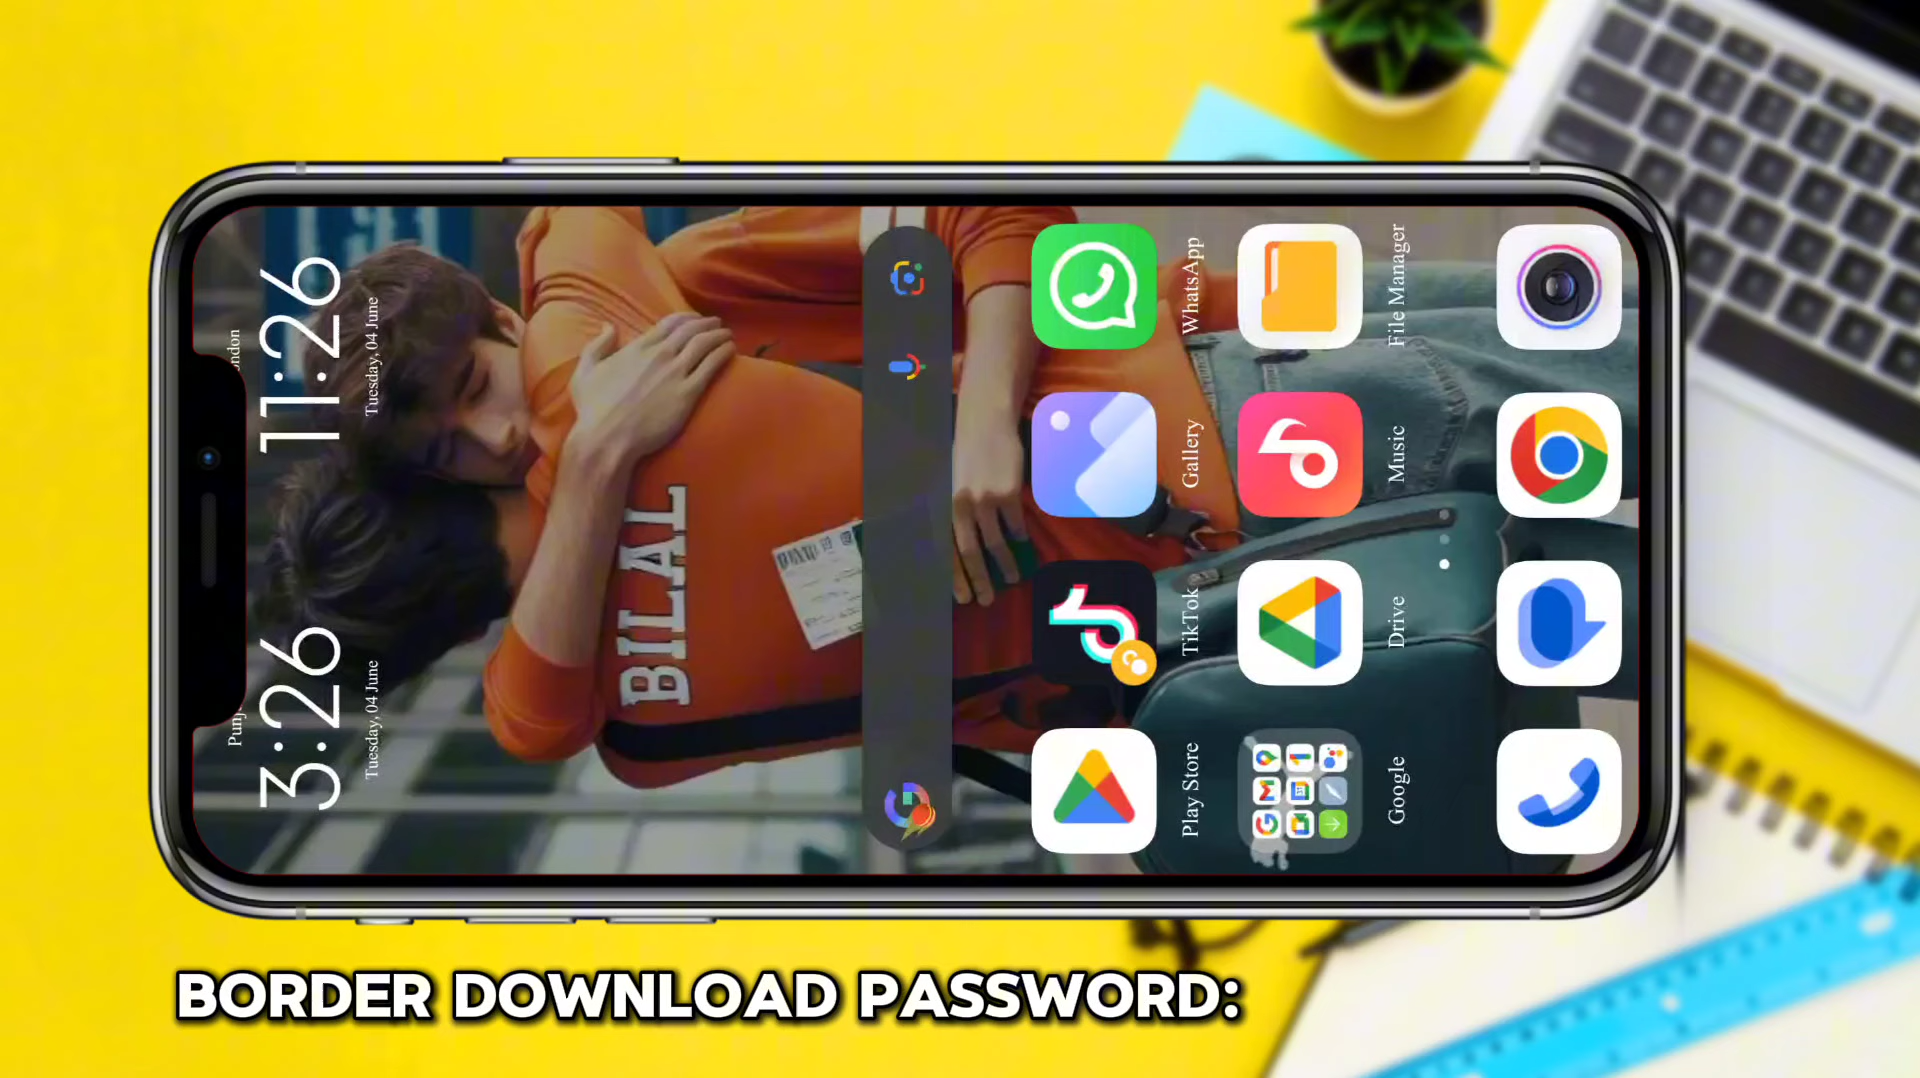 Punj
3:26
Tuesday, 04 June
ondon
11:26
Tuesday, 04 June
BILAL
Play Store
TikTok
Gallery
WhatsApp
Google
Drive
Music
File Manager
BORDER DOWNLOAD PASSWORD: